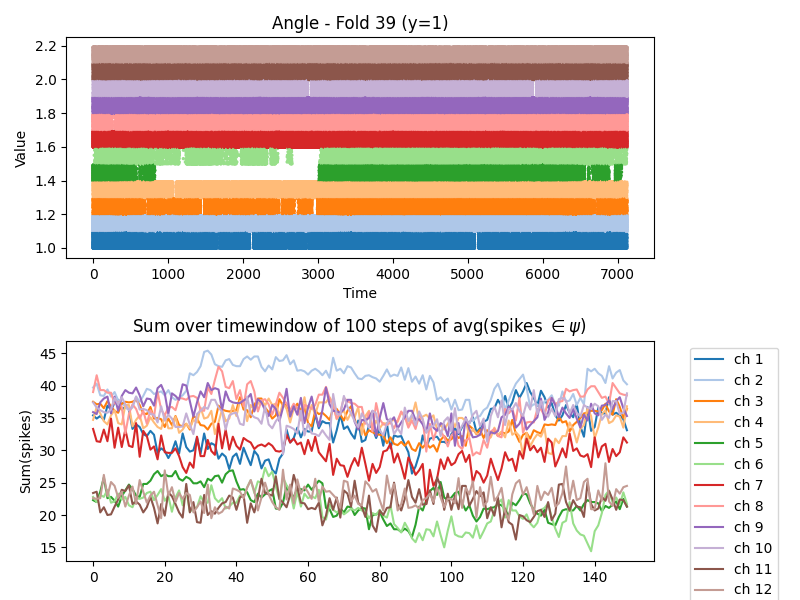 Angle - Fold 39 (y=1)
2.2
2.0
1.8
1.6
1.4
1.2
1.0
Value
0 1000 2000 3000 4000 5000 6000 7000
Time
Sum over timewindow of 100 steps of avg(spikes ∈ ψ)
45
40
35
30
25
20
15
Sum(spikes)
0 20 40 60 80 100 120 140
ch 1
ch 2
ch 3
ch 4
ch 5
ch 6
ch 7
ch 8
ch 9
ch 10
ch 11
ch 12